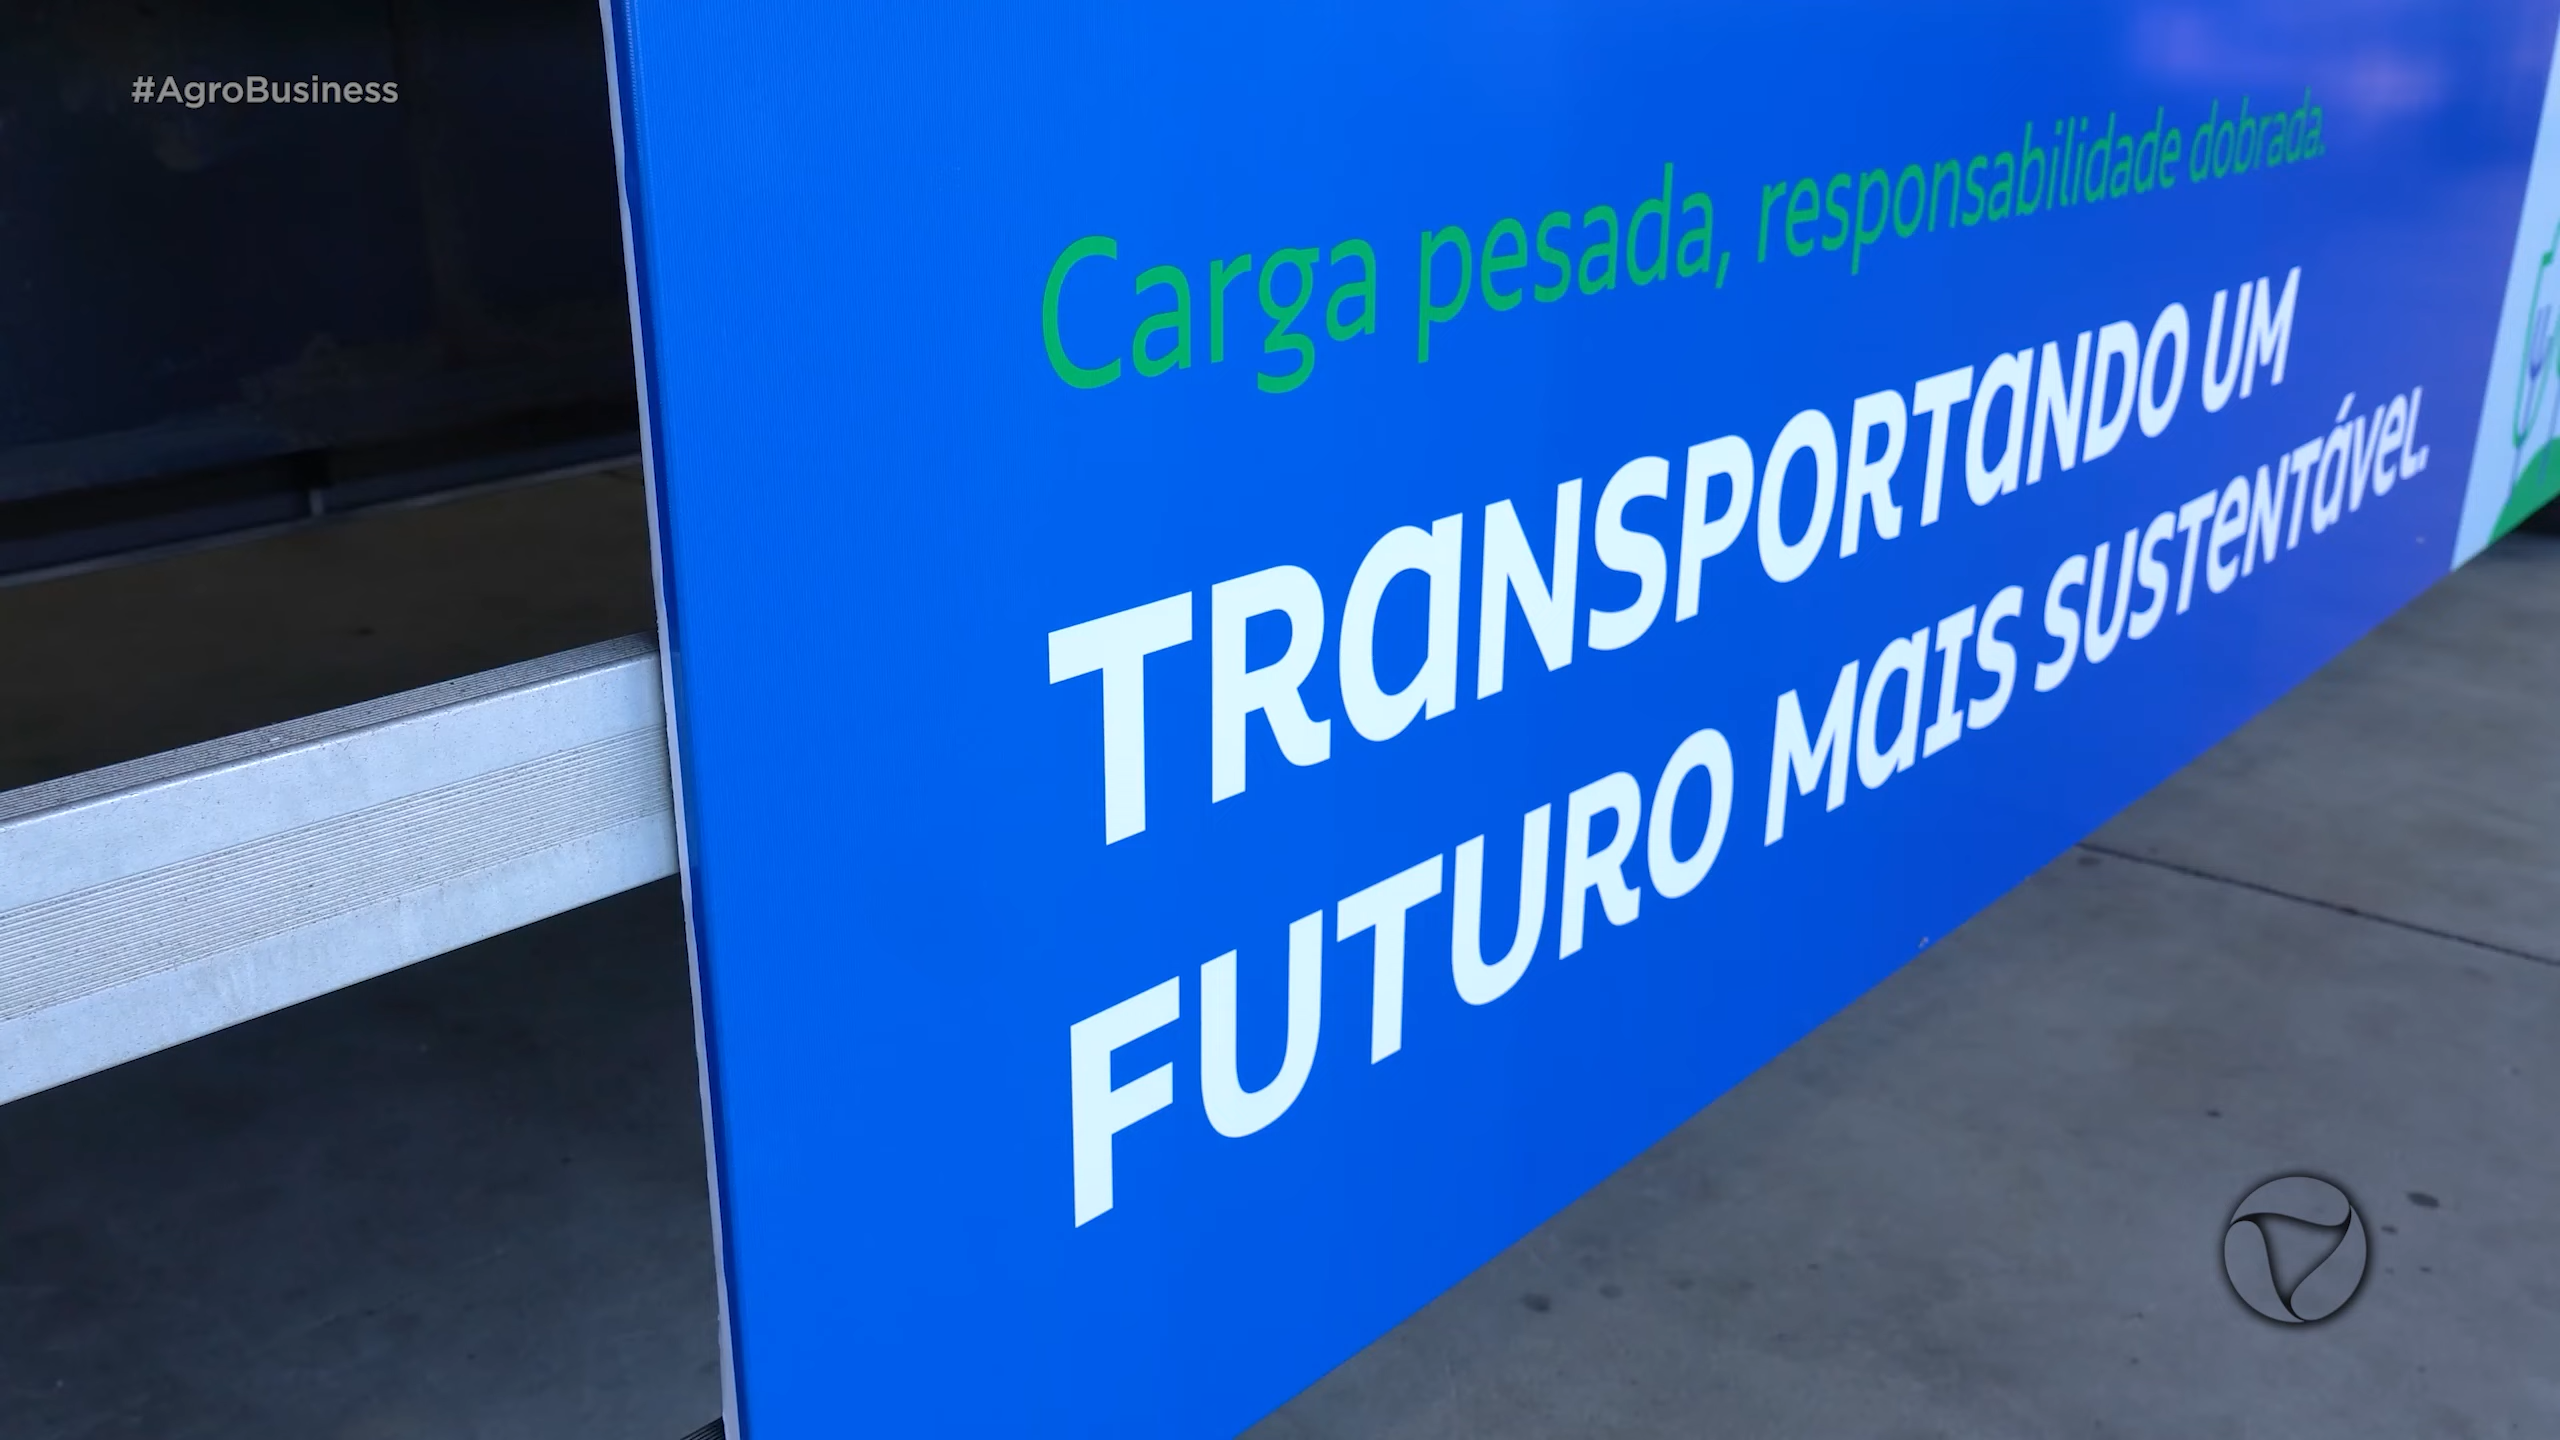 #AgroBusiness
Carga pesada, responsabilidade dobrada.
TRANSPORTANDO UM
FUTURO MAIS SUSTENTÁVEL.